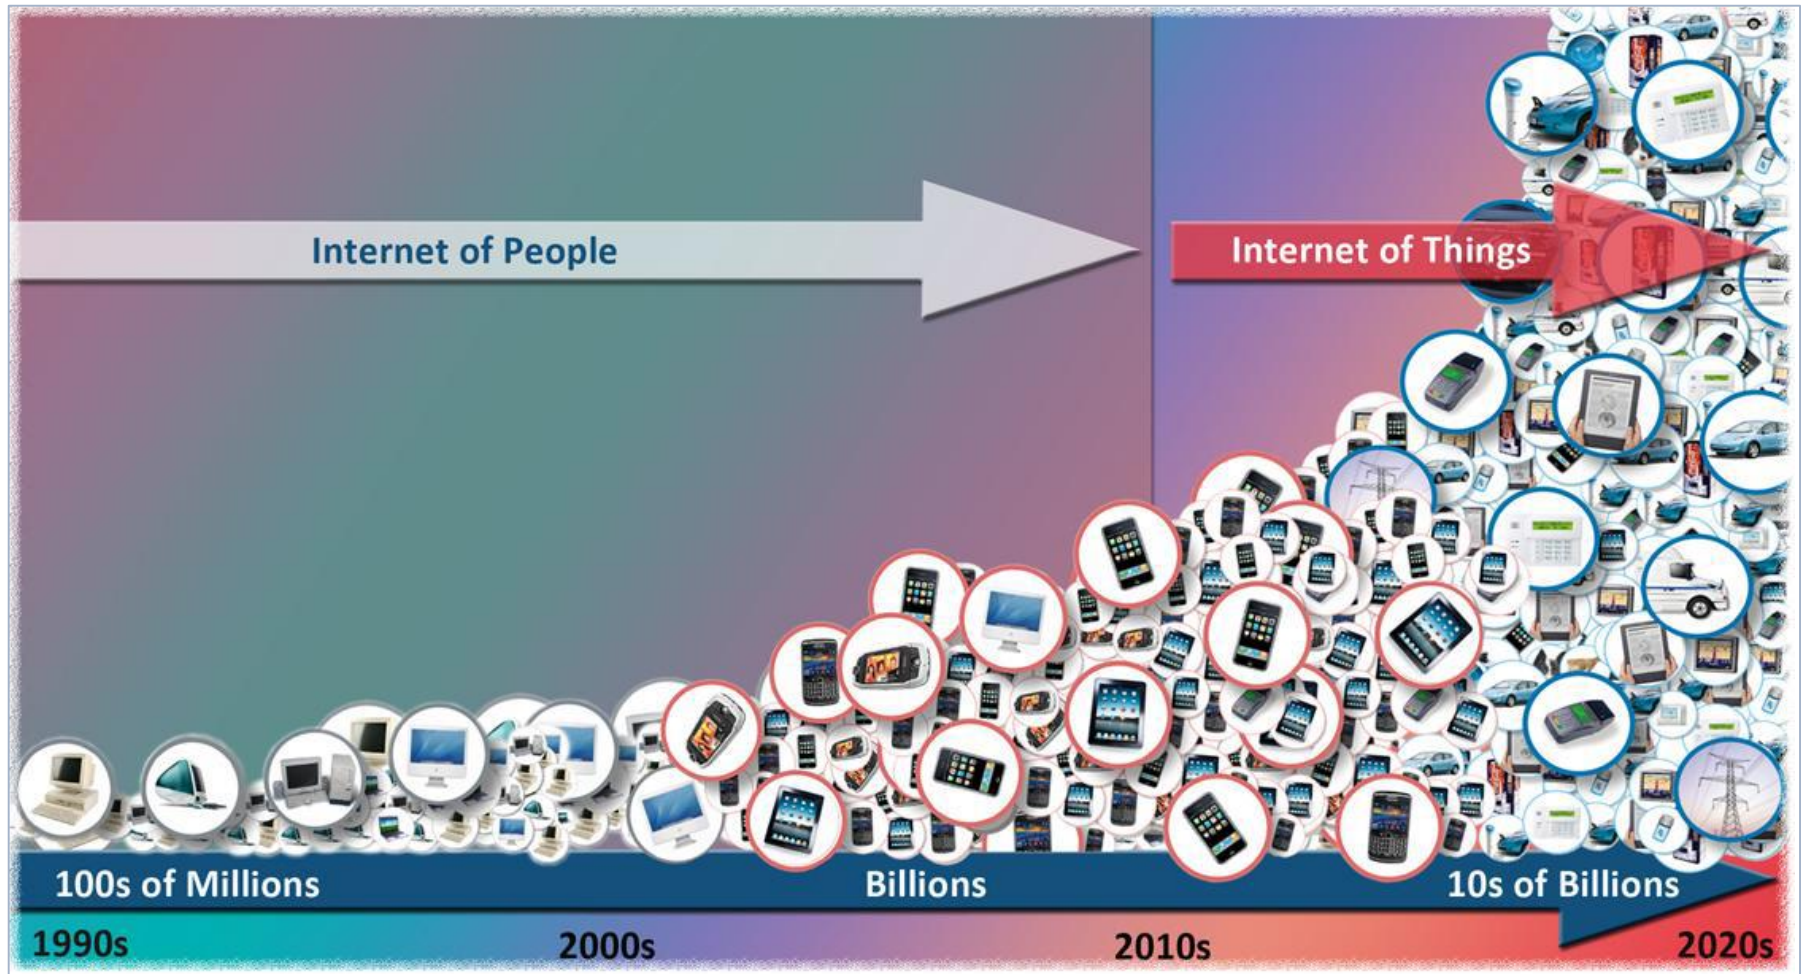 Internet of People
Internet of Things
100s of Millions
Billions
10s of Billions
1990s
2000s
2010s
2020s